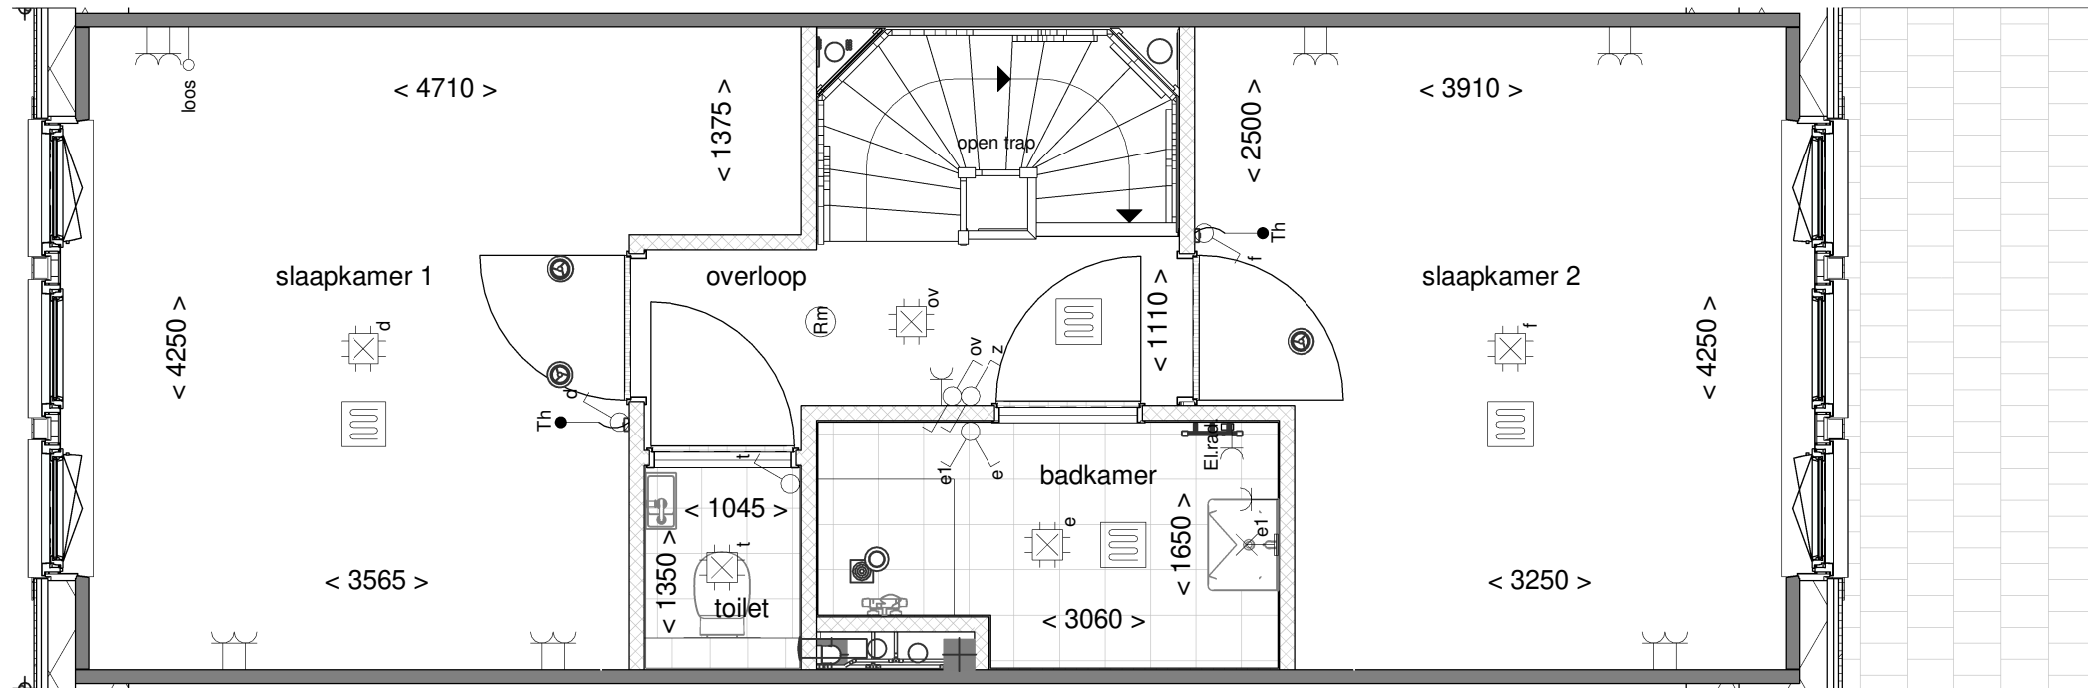 loos
< 4710 >
< 1375 >
open trap
< 2500 >
< 3910 >
Th
f
slaapkamer 1
overloop
slaapkamer 2
d
< 4250 >
Rm
ov
< 1110 >
f
< 4250 >
ov
z
d
Th
t
e1
e
badkamer
El.rad.
< 1045 >
t
< 1350 >
e
< 1650 >
e1
< 3565 >
toilet
< 3060 >
< 3250 >